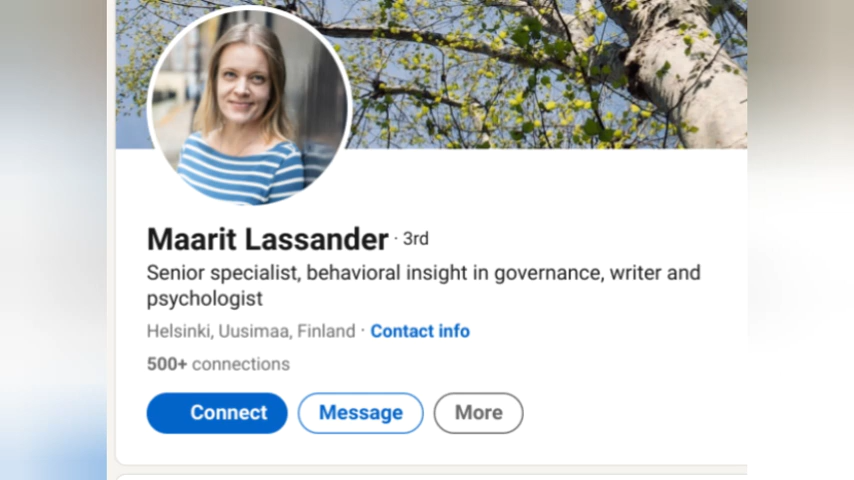 Maarit Lassander · 3rd
Senior specialist, behavioral insight in governance, writer and
psychologist
Helsinki, Uusimaa, Finland · Contact info
500+ connections
Connect Message More